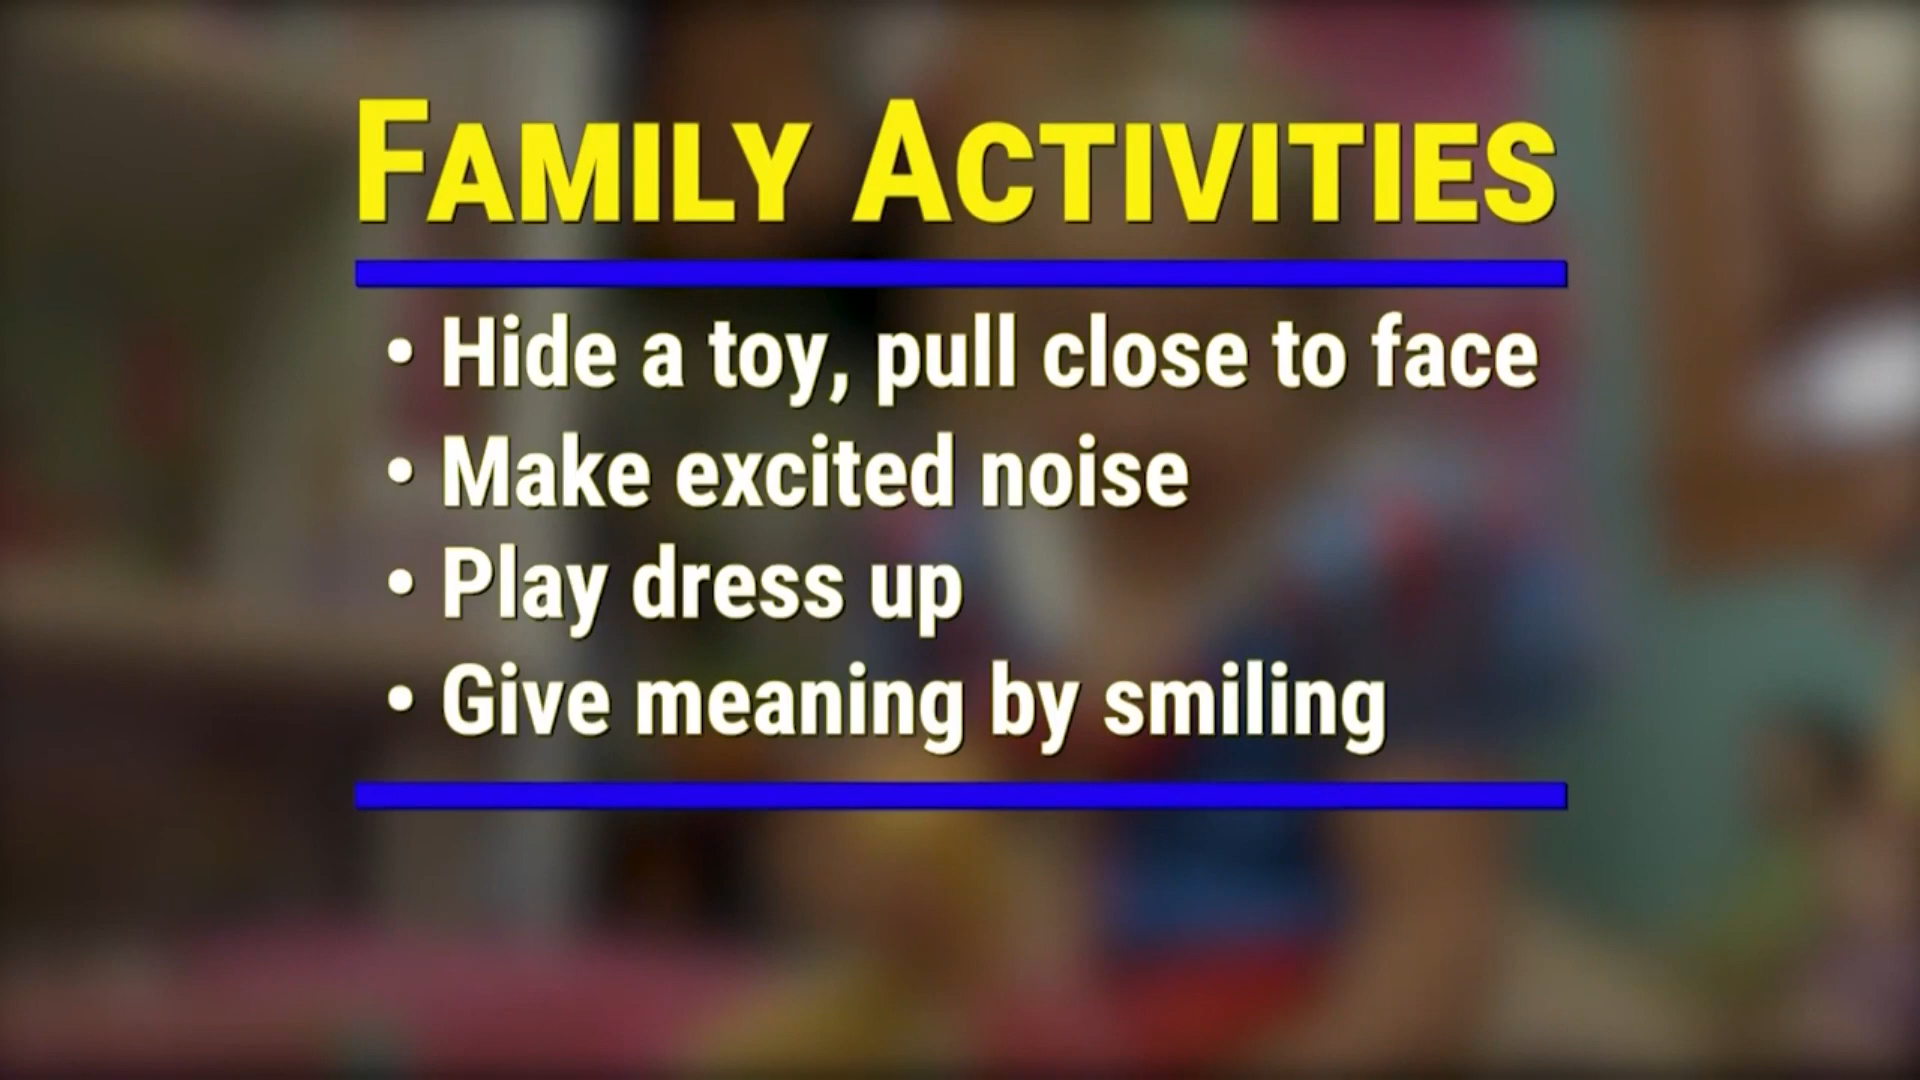 FAMILY ACTIVITIES
• Hide a toy, pull close to face
• Make excited noise
• Play dress up
• Give meaning by smiling